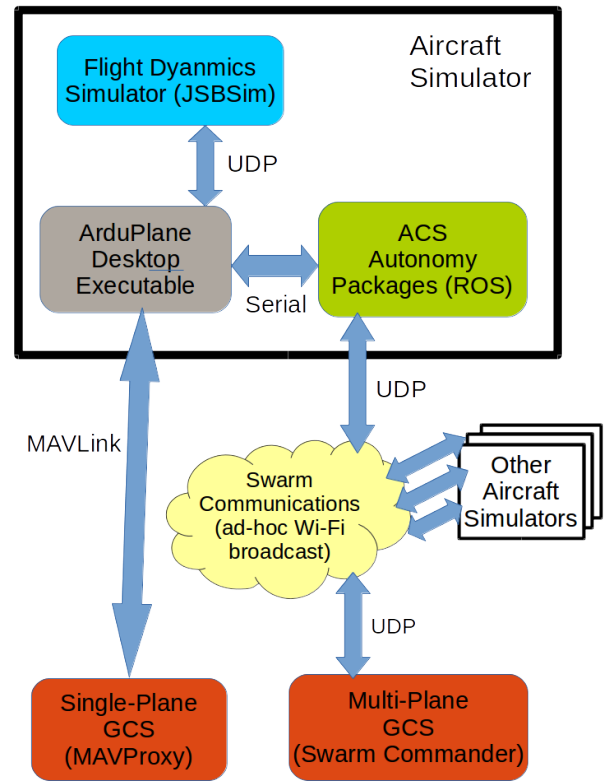 Aircraft
Simulator
Flight Dyanmics
Simulator (JSBSim)
UDP
ArduPlane
Desktop
Executable
Serial
ACS
Autonomy
Packages (ROS)
UDP
MAVLink
Swarm
Communications
(ad-hoc Wi-Fi
broadcast)
Other
Aircraft
Simulators
UDP
Single-Plane
GCS
(MAVProxy)
Multi-Plane
GCS
(Swarm Commander)